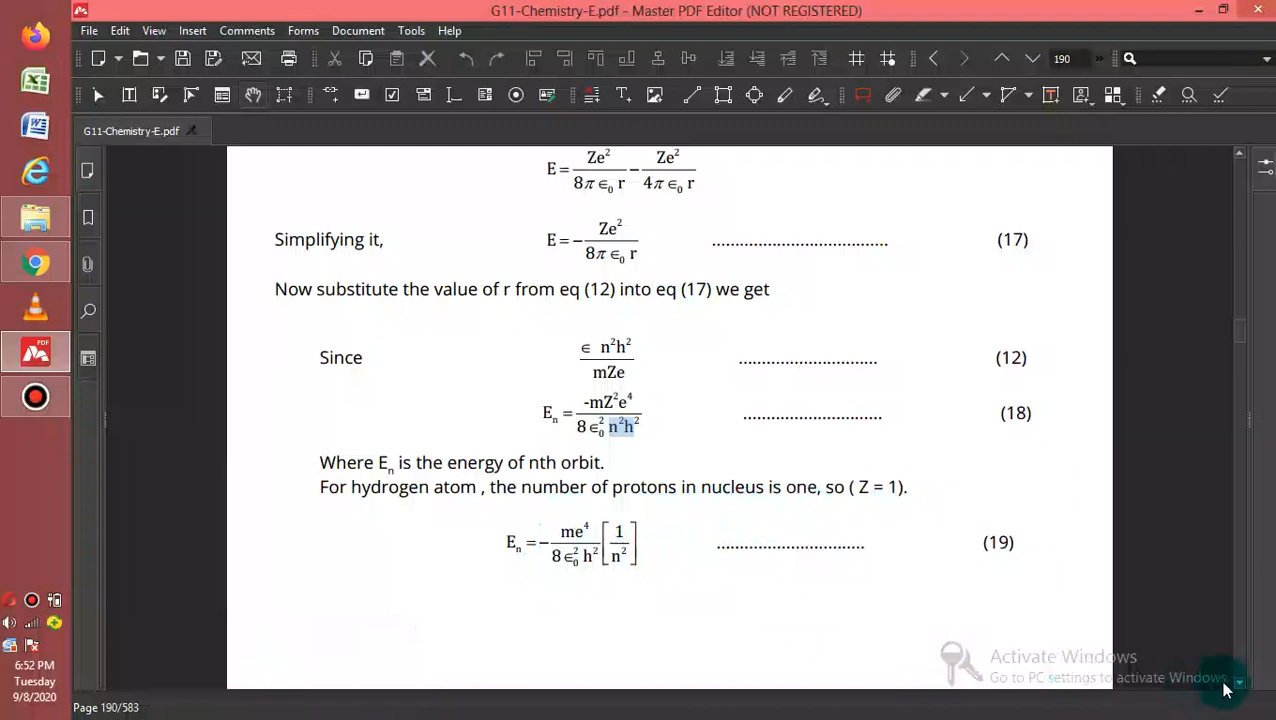 G11-Chemistry-E.pdf - Master PDF Editor (NOT REGISTERED)
File Edit View Insert Comments Forms Document Tools Help
190
G11-Chemistry-E.pdf
E = Ze²/8π∈₀ r − Ze²/4π∈₀ r
Simplifying it, E = − Ze²/8π∈₀ r ...................................... (17)
Now substitute the value of r from eq (12) into eq (17) we get
Since ∈ n²h²/mZe .............................. (12)
Eₙ = -mZ²e⁴/8∈₀² n²h² .............................. (18)
Where Eₙ is the energy of nth orbit.
For hydrogen atom , the number of protons in nucleus is one, so ( Z = 1).
Eₙ = − me⁴/8∈₀² h² [1/n²] ................................ (19)
Activate Windows
Go to PC settings to activate Windows.
6:52 PM
Tuesday
9/8/2020
Page 190/583